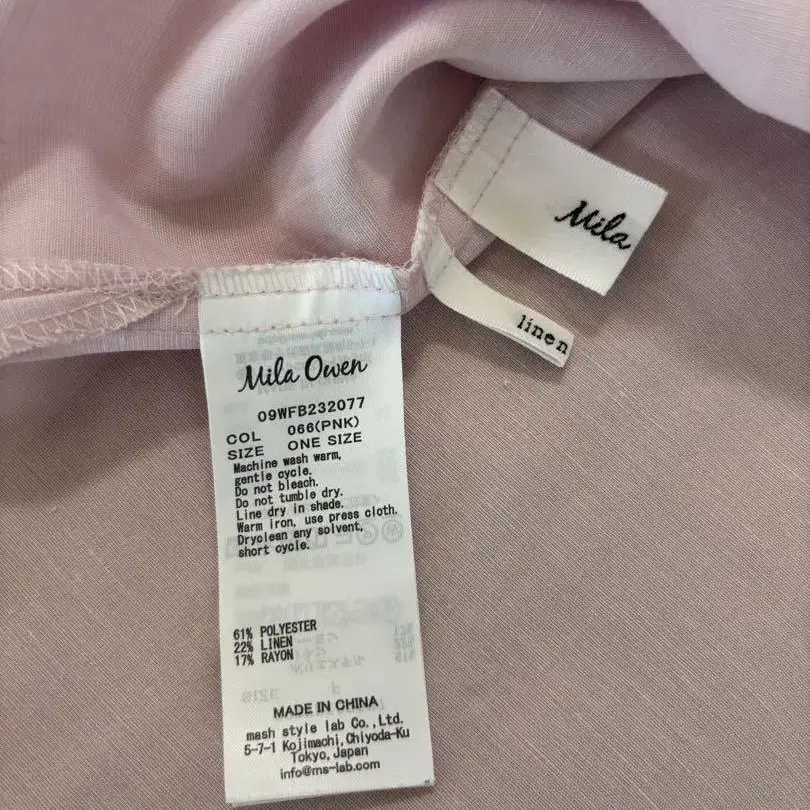 Mila
linen
Mila Owen
09WFB232077
COL 066(PNK)
SIZE ONE SIZE
Machine wash warm,
gentle cycle.
Do not bleach.
Do not tumble dry.
Line dry in shade.
Warm iron, use press cloth.
Dryclean any solvent,
short cycle.
61% POLYESTER
22% LINEN
17% RAYON
MADE IN CHINA
mash style lab Co.,Ltd.
5-7-1 Kojimachi,Chiyoda-Ku
Tokyo,Japan
info@ms-lab.com